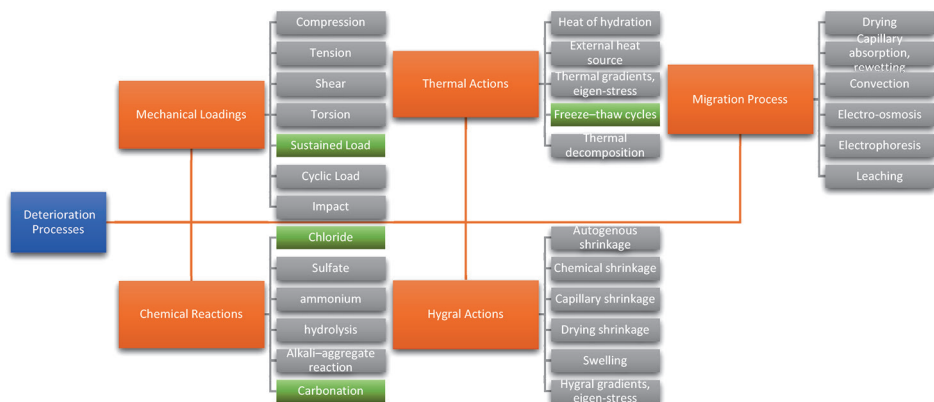 Deterioration
Processes
Mechanical Loadings
Compression
Tension
Shear
Torsion
Sustained Load
Cyclic Load
Impact
Chemical Reactions
Chloride
Sulfate
ammonium
hydrolysis
Alkali–aggregate
reaction
Carbonation
Thermal Actions
Heat of hydration
External heat
source
Thermal gradients,
eigen-stress
Freeze–thaw cycles
Thermal
decomposition
Hygral Actions
Autogenous
shrinkage
Chemical shrinkage
Capillary shrinkage
Drying shrinkage
Swelling
Hygral gradients,
eigen-stress
Migration Process
Drying
Capillary
absorption,
rewetting
Convection
Electro-osmosis
Electrophoresis
Leaching